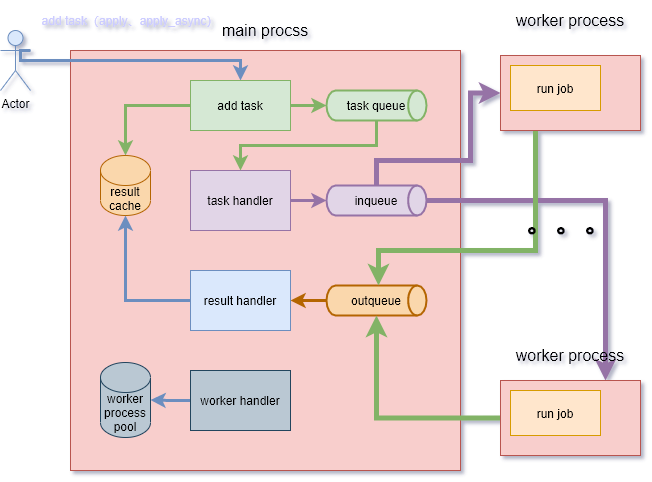 add task（apply、apply_async）
main procss
worker process
Actor
add task
task queue
run job
result
cache
task handler
inqueue
result handler
outqueue
worker process
worker
process
pool
worker handler
run job